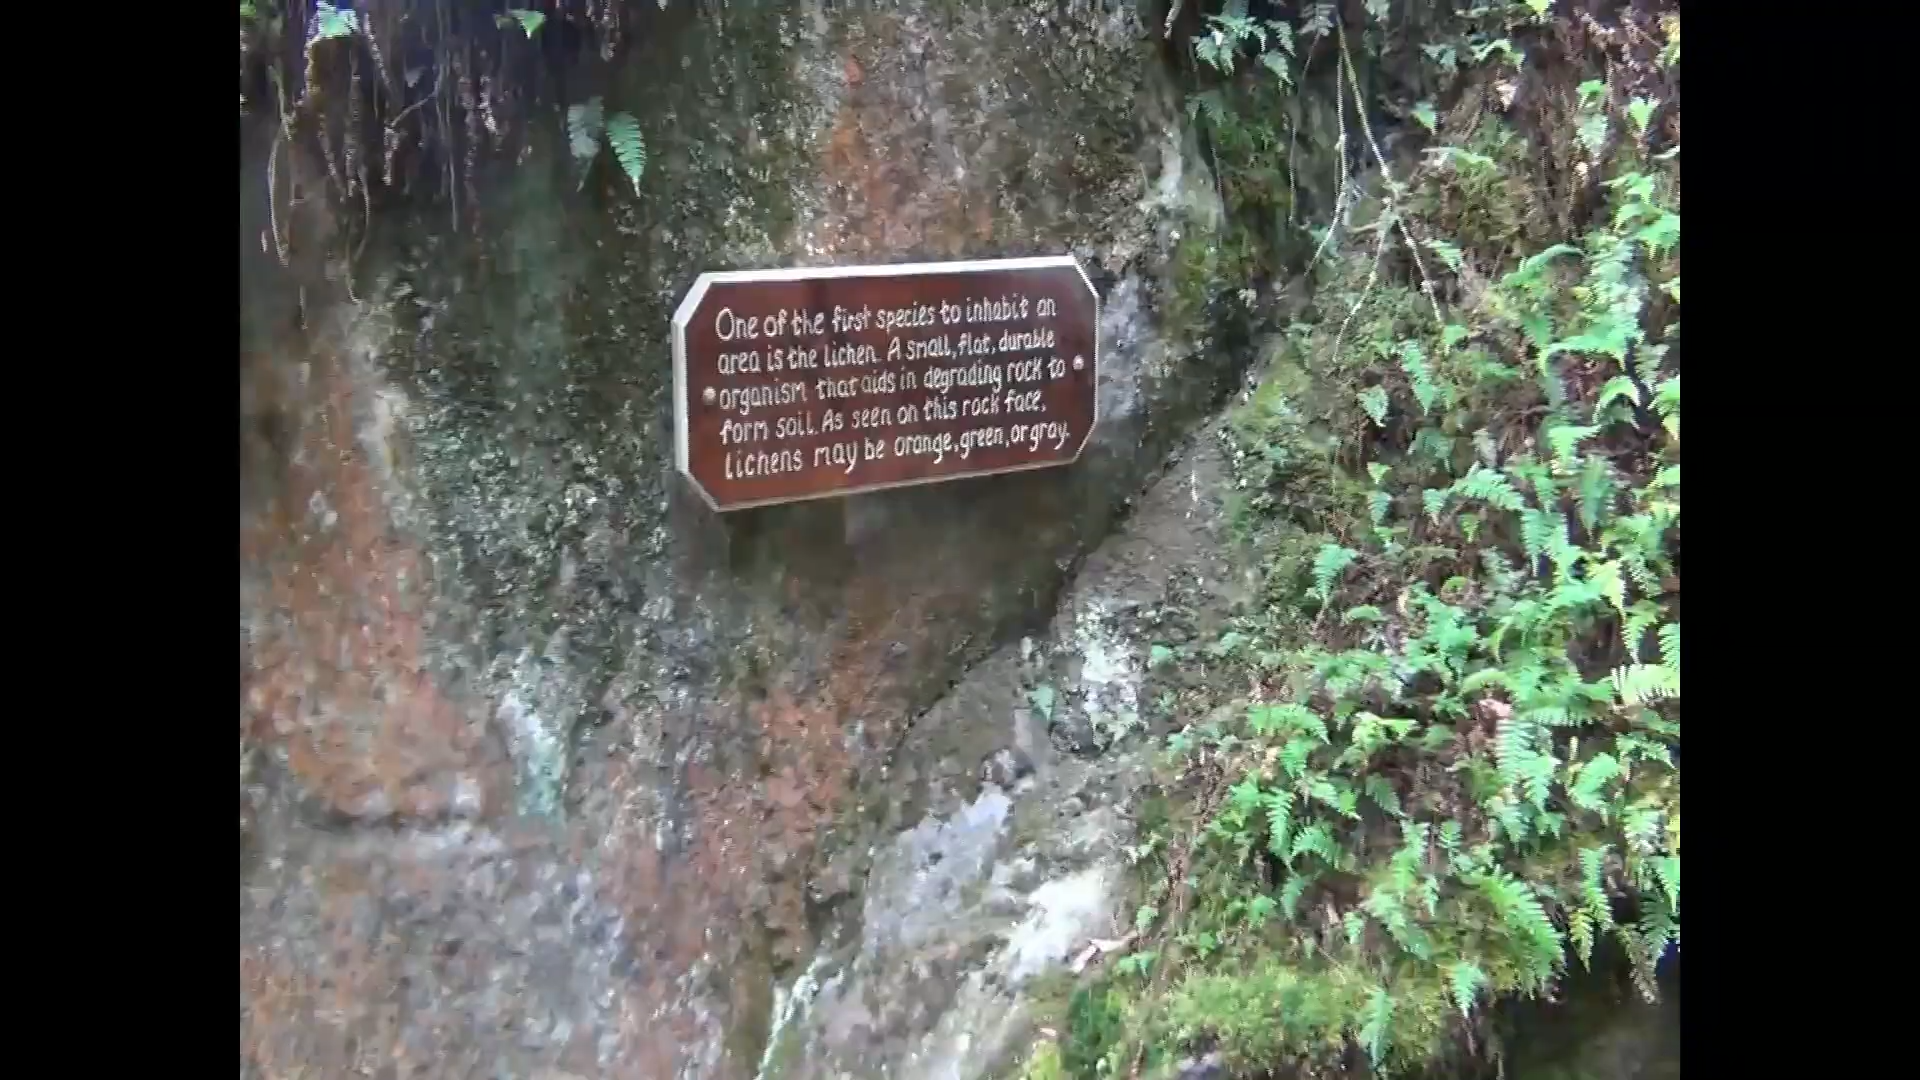 One of the first species to inhabit an
area is the lichen. A small, flat, durable
organism that aids in degrading rock to
form soil. As seen on this rock face,
lichens may be orange, green, or gray.